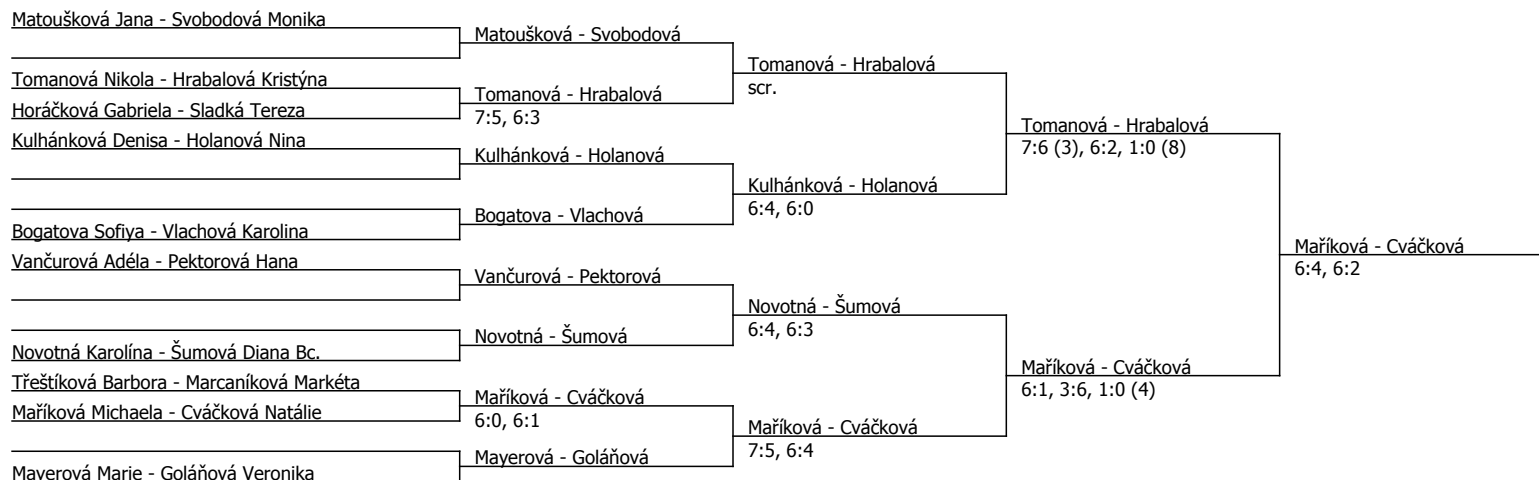 Matoušková Jana - Svobodová Monika
Tomanová Nikola - Hrabalová Kristýna
Horáčková Gabriela - Sladká Tereza
Kulhánková Denisa - Holanová Nina
Bogatova Sofiya - Vlachová Karolina
Vančurová Adéla - Pektorová Hana
Novotná Karolína - Šumová Diana Bc.
Třeštíková Barbora - Marcaníková Markéta
Maříková Michaela - Cváčková Natálie
Mayerová Marie - Goláňová Veronika
Matoušková - Svobodová
Tomanová - Hrabalová
7:5, 6:3
Kulhánková - Holanová
Bogatova - Vlachová
Vančurová - Pektorová
Novotná - Šumová
Maříková - Cváčková
6:0, 6:1
Mayerová - Goláňová
Tomanová - Hrabalová
scr.
Kulhánková - Holanová
6:4, 6:0
Novotná - Šumová
6:4, 6:3
Maříková - Cváčková
7:5, 6:4
Tomanová - Hrabalová
7:6 (3), 6:2, 1:0 (8)
Maříková - Cváčková
6:1, 3:6, 1:0 (4)
Maříková - Cváčková
6:4, 6:2